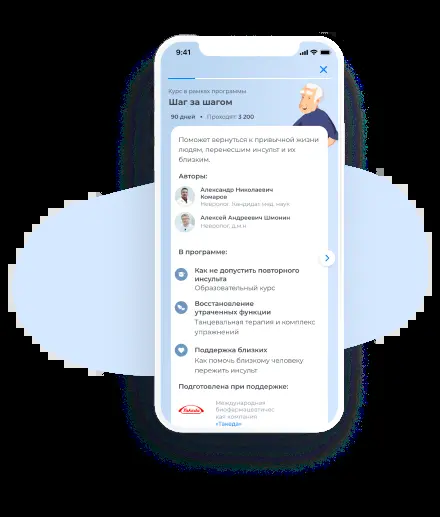 9:41
Курс в рамках программы
Шаг за шагом
90 дней • Проходят 3 200
Поможет вернуться к привычной жизни
людям, перенесшим инсульт и их
близким.
Авторы:
Александр Николаевич
Комаров
Невролог, Кандидат мед. наук
Алексей Андреевич Шмонин
Невролог, д.м.н
В программе:
Как не допустить повторного
инсульта
Образовательный курс
Восстановление
утраченных функции
Танцевальная терапия и комплекс
упражнений
Поддержка близких
Как помочь близкому человеку
пережить инсульт
Подготовлена при поддержке:
Takeda
Международная
биофармацевтичес
кая компания
«Такеда»